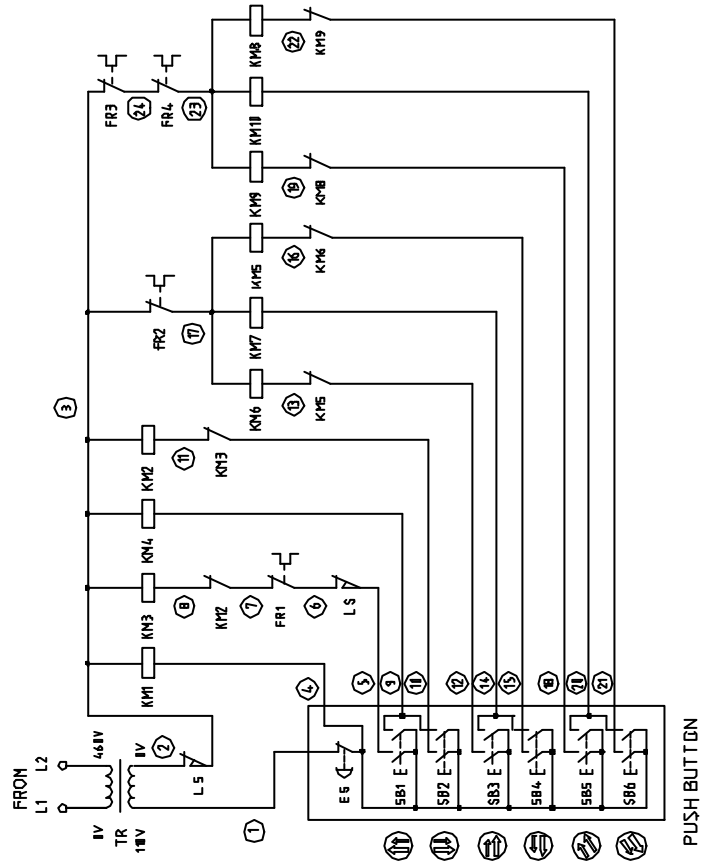 FR3
24
FR4
23
KM8
22
KM9
KM10
KM9
19
KM8
FR2
17
KM5
16
KM6
KM7
KM6
13
KM5
3
KM2
11
KM3
KM4
KM3
8
KM2
7
FR1
6
LS
KM1
FRON
L1 L2
0V 460V
TR
110V 0V
2
LS
1
4
5
9
10
12
14
15
18
20
21
ES
SB1
SB2
SB3
SB4
SB5
SB6
PUSH BUTTON